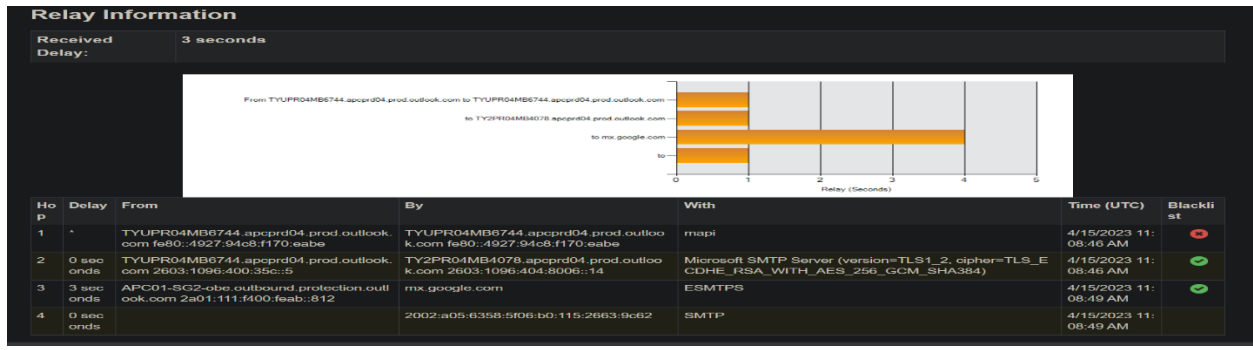 Relay Information
Received
Delay:
3 seconds
From TYUPR04MB6744.apcprd04.prod.outlook.com to TYUPR04MB6744.apcprd04.prod.outlook.com
to TY2PR04MB4078.apcprd04.prod.outlook.com
to mx.google.com
to
0 1 2 3 4 5
Relay (Seconds)
Ho
p
Delay
From
By
With
Time (UTC)
Blackli
st
1
*
TYUPR04MB6744.apcprd04.prod.outlook.
com fe80::4927:94c8:f170:eabe
TYUPR04MB6744.apcprd04.prod.outloo
k.com fe80::4927:94c8:f170:eabe
mapi
4/15/2023 11:
08:46 AM
2
0 sec
onds
TYUPR04MB6744.apcprd04.prod.outlook.
com 2603:1096:400:35c::5
TY2PR04MB4078.apcprd04.prod.outloo
k.com 2603:1096:404:8006::14
Microsoft SMTP Server (version=TLS1_2, cipher=TLS_E
CDHE_RSA_WITH_AES_256_GCM_SHA384)
4/15/2023 11:
08:46 AM
3
3 sec
onds
APC01-SG2-obe.outbound.protection.outl
ook.com 2a01:111:f400:feab::812
mx.google.com
ESMTPS
4/15/2023 11:
08:49 AM
4
0 sec
onds
2002:a05:6358:5f06:b0:115:2663:9c62
SMTP
4/15/2023 11:
08:49 AM